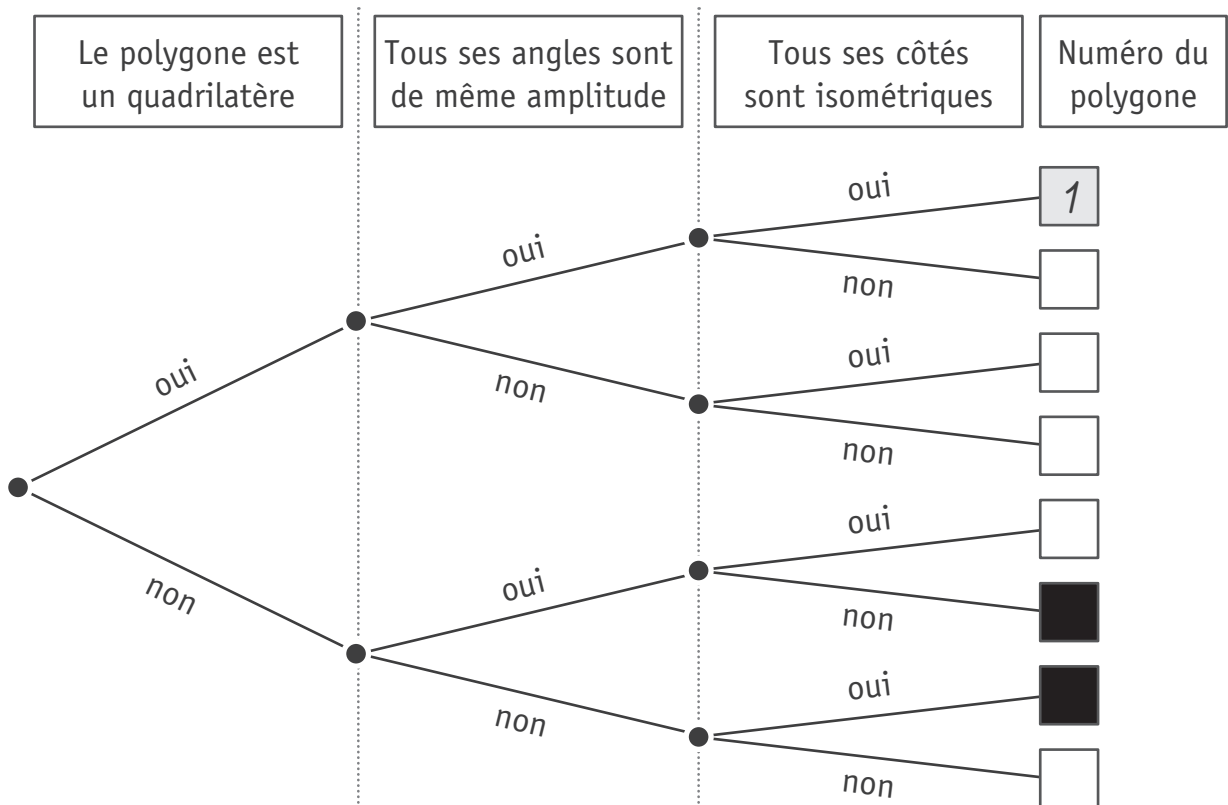 Le polygone est
un quadrilatère
Tous ses angles sont
de même amplitude
Tous ses côtés
sont isométriques
Numéro du
polygone
oui
1
oui
non
oui
oui
non
non
oui
oui
non
non
oui
non
oui
non